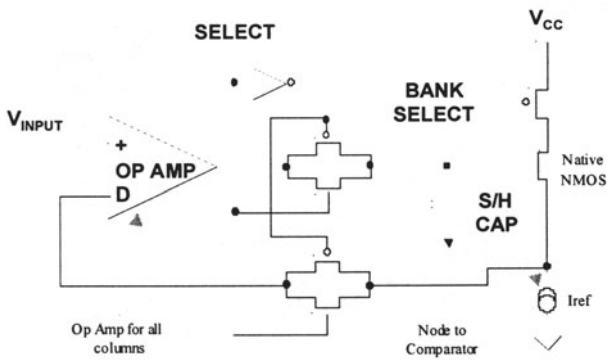 SELECT
VCC
BANK
SELECT
VINPUT
+
OP AMP
D
Native
NMOS
S/H
CAP
Iref
Op Amp for all
columns
Node to
Comparator